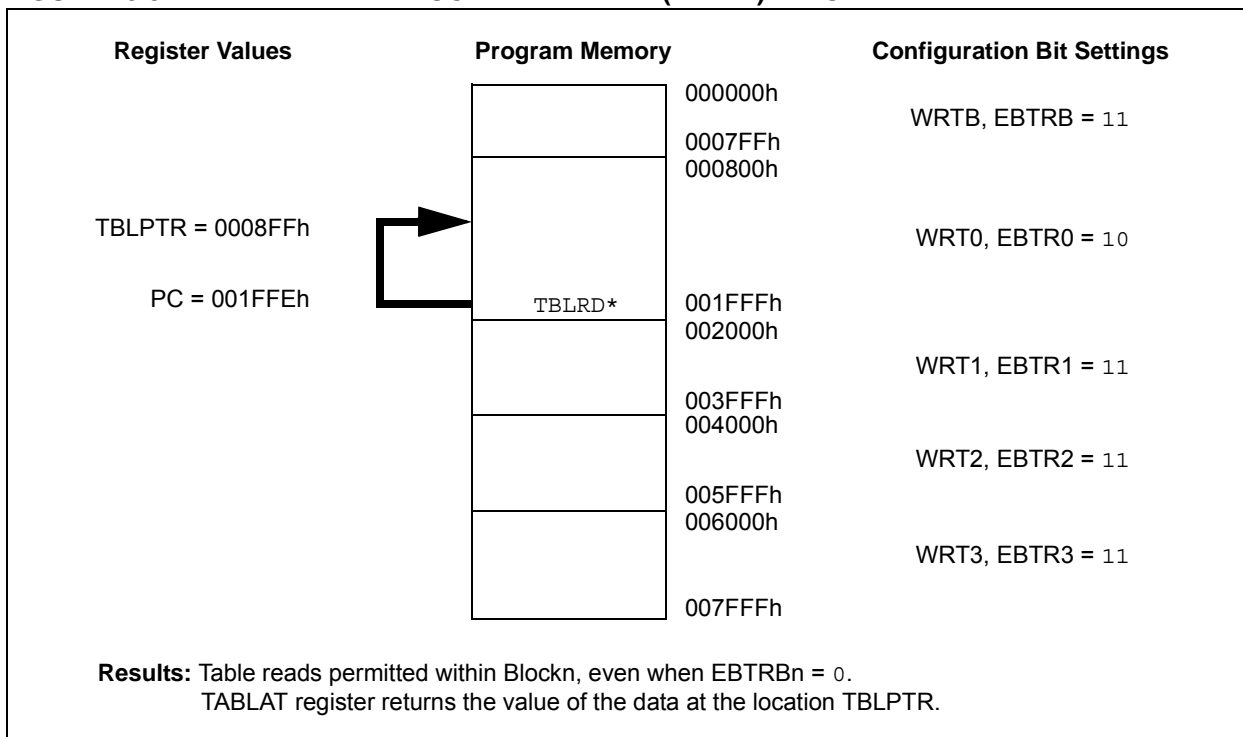 Register Values Program Memory Configuration Bit Settings
000000h
WRTB, EBTRB = 11
0007FFh
000800h
TBLPTR = 0008FFh
WRT0, EBTR0 = 10
PC = 001FFEh TBLRD* 001FFFh
002000h
WRT1, EBTR1 = 11
003FFFh
004000h
WRT2, EBTR2 = 11
005FFFh
006000h
WRT3, EBTR3 = 11
007FFFh
Results: Table reads permitted within Blockn, even when EBTRBn = 0.
TABLAT register returns the value of the data at the location TBLPTR.